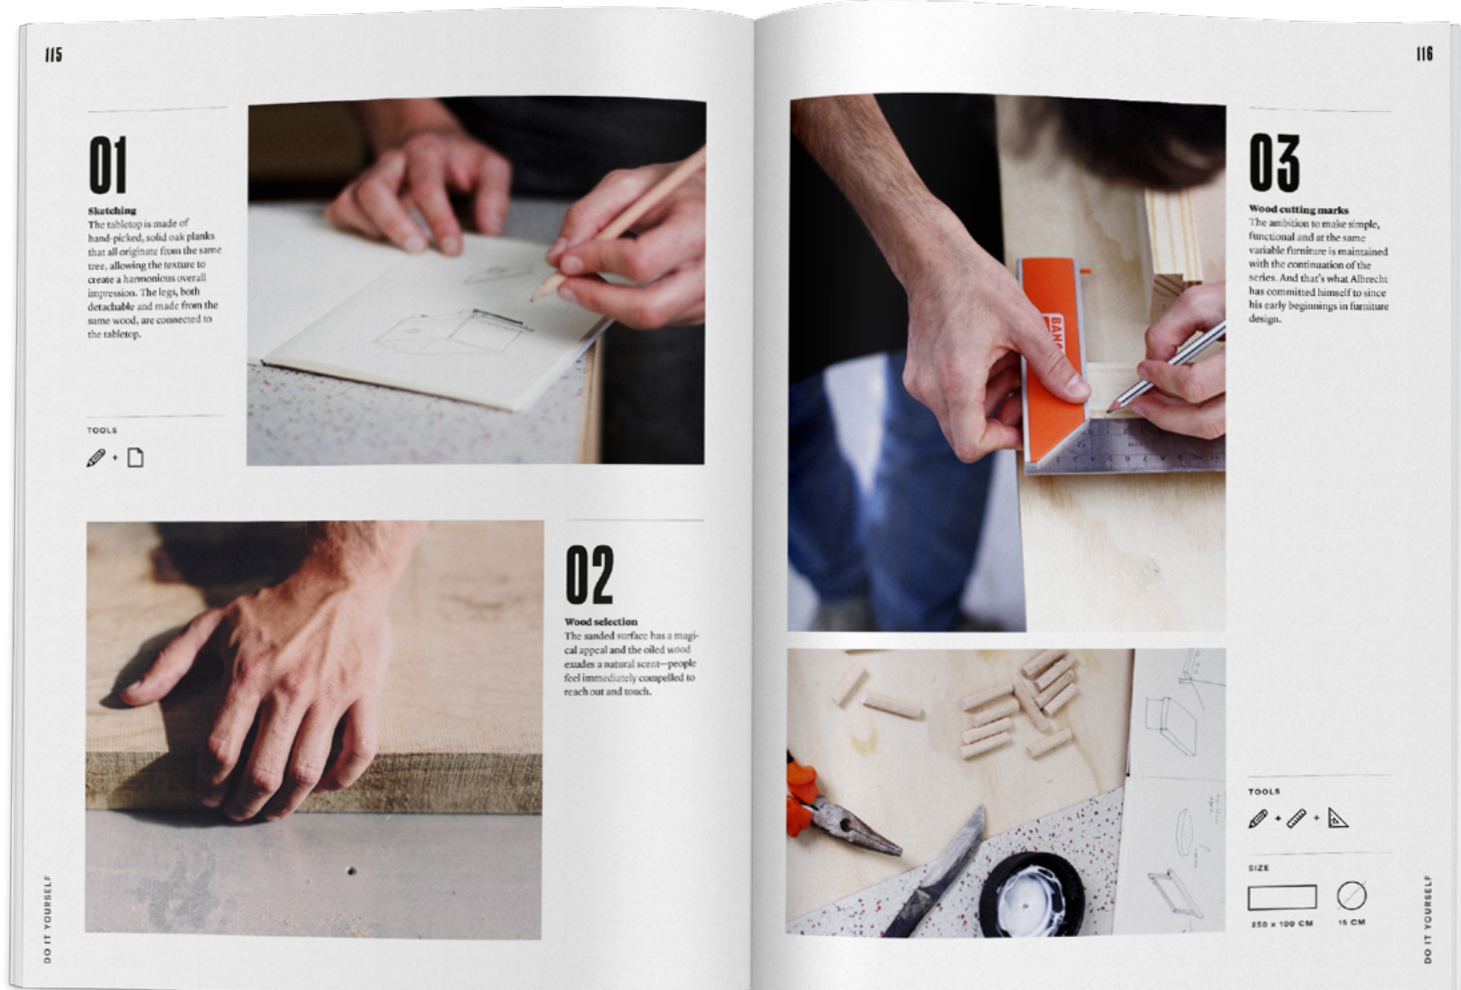 115
01
Sketching
The tabletop is made of
hand-picked, solid oak planks
that all originate from the same
tree, allowing the texture to
create a harmonious overall
impression. The legs, both
detachable and made from the
same wood, are connected to
the tabletop.
TOOLS
+
02
Wood selection
The sanded surface has a magi-
cal appeal and the oiled wood
exudes a natural scent—people
feel immediately compelled to
reach out and touch.
DO IT YOURSELF
116
BAHC
03
Wood cutting marks
The ambition to make simple,
functional and at the same
variable furniture is maintained
with the continuation of the
series. And that's what Albrecht
has committed himself to since
his early beginnings in furniture
design.
TOOLS
+ +
SIZE
250 x 100 CM
15 CM
DO IT YOURSELF